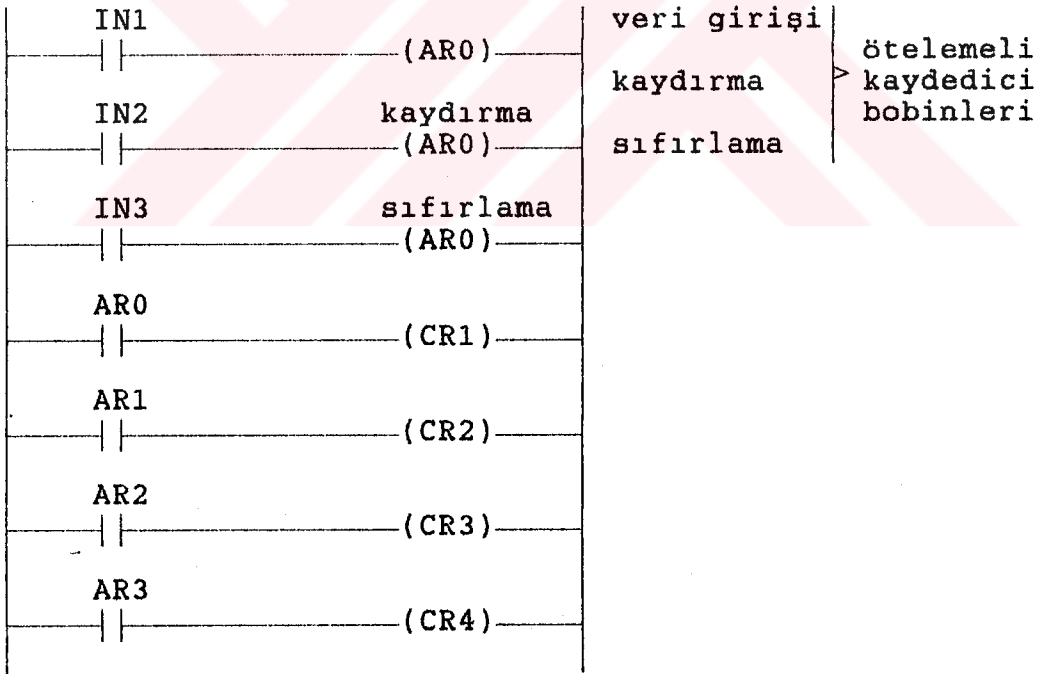 IN1
(AR0)
veri girişi
kaydırma
sıfırlama
ötelemeli
kaydedici
bobinleri
IN2 kaydırma
(AR0)
IN3 sıfırlama
(AR0)
AR0
(CR1)
AR1
(CR2)
AR2
(CR3)
AR3
(CR4)